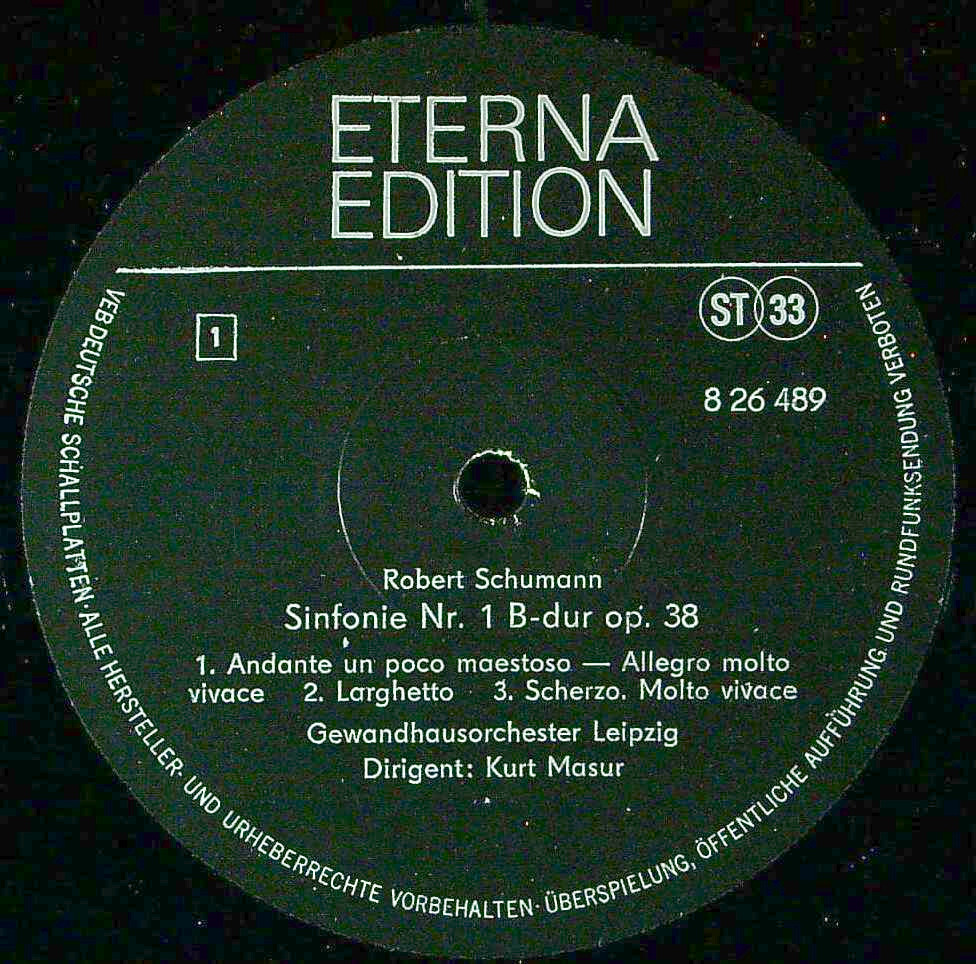 ETERNA
EDITION
1
ST 33
8 26 489
Robert Schumann
Sinfonie Nr. 1 B-dur op. 38
1. Andante un poco maestoso — Allegro molto
vivace 2. Larghetto 3. Scherzo. Molto vivace
Gewandhausorchester Leipzig
Dirigent: Kurt Masur
VEB DEUTSCHE SCHALLPLATTEN · ALLE HERSTELLER- UND URHEBERRECHTE VORBEHALTEN · ÜBERSPIELUNG, ÖFFENTLICHE AUFFÜHRUNG UND RUNDFUNKSENDUNG VERBOTEN